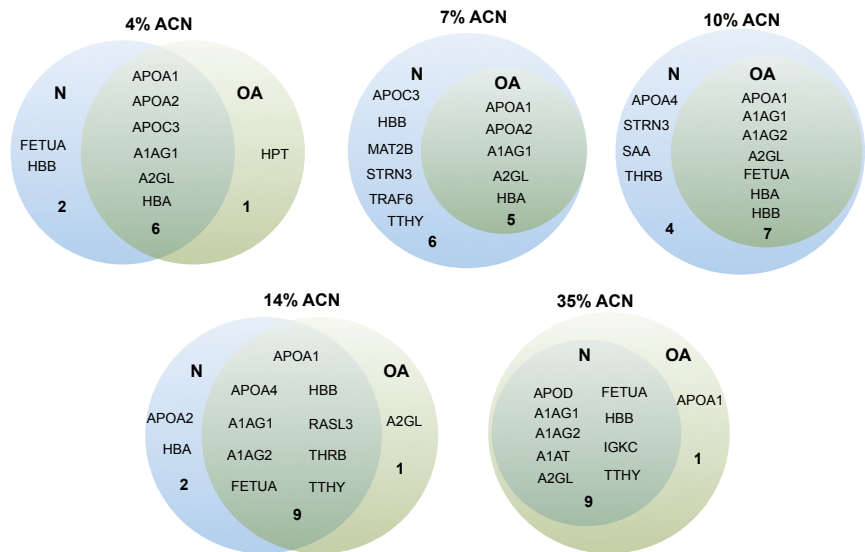 4% ACN
N
OA
FETUA
HBB
2
APOA1
APOA2
APOC3
A1AG1
A2GL
HBA
6
HPT
1
7% ACN
N
APOC3
HBB
MAT2B
STRN3
TRAF6
TTHY
6
OA
APOA1
APOA2
A1AG1
A2GL
HBA
5
10% ACN
N
APOA4
STRN3
SAA
THRB
4
OA
APOA1
A1AG1
A1AG2
A2GL
FETUA
HBA
HBB
7
14% ACN
N
OA
APOA2
HBA
2
APOA1
APOA4 HBB
A1AG1 RASL3
A1AG2 THRB
FETUA TTHY
9
A2GL
1
35% ACN
N
OA
APOD FETUA
A1AG1 HBB
A1AG2
A1AT IGKC
A2GL TTHY
9
APOA1
1